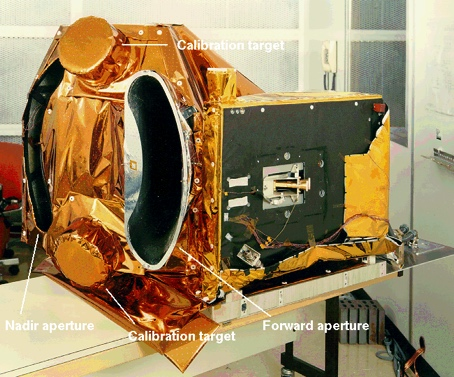 Calibration target
Nadir aperture
Forward aperture
Calibration target